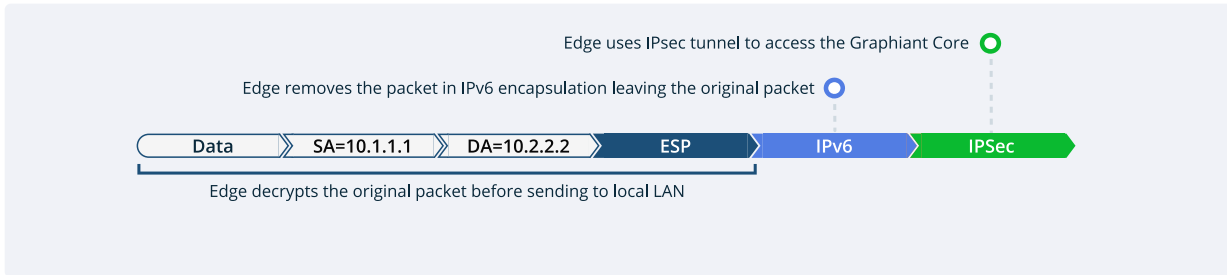 Edge uses IPsec tunnel to access the Graphiant Core
Edge removes the packet in IPv6 encapsulation leaving the original packet
Data SA=10.1.1.1 DA=10.2.2.2 ESP IPv6 IPSec
Edge decrypts the original packet before sending to local LAN